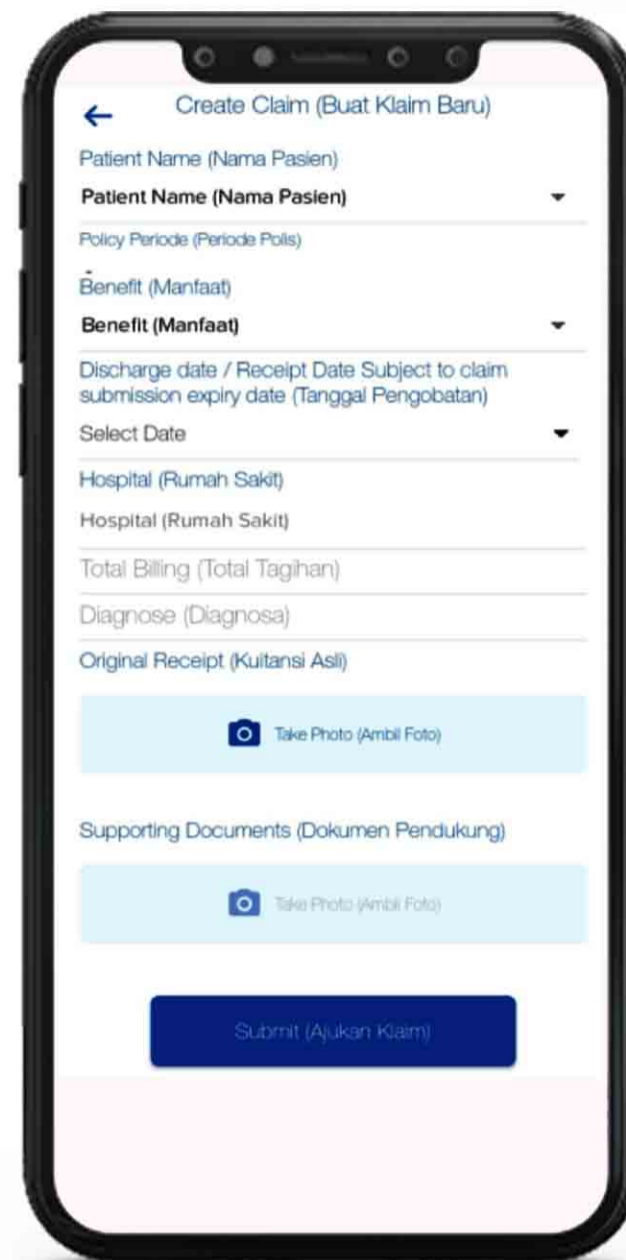 Create Claim (Buat Klaim Baru)
Patient Name (Nama Pasien)
Patient Name (Nama Pasien)
Policy Periode (Periode Polis)
-
Benefit (Manfaat)
Benefit (Manfaat)
Discharge date / Receipt Date Subject to claim
submission expiry date (Tanggal Pengobatan)
Select Date
Hospital (Rumah Sakit)
Hospital (Rumah Sakit)
Total Billing (Total Tagihan)
Diagnose (Diagnosa)
Original Receipt (Kuitansi Asli)
Take Photo (Ambil Foto)
Supporting Documents (Dokumen Pendukung)
Take Photo (Ambil Foto)
Submit (Ajukan Klaim)